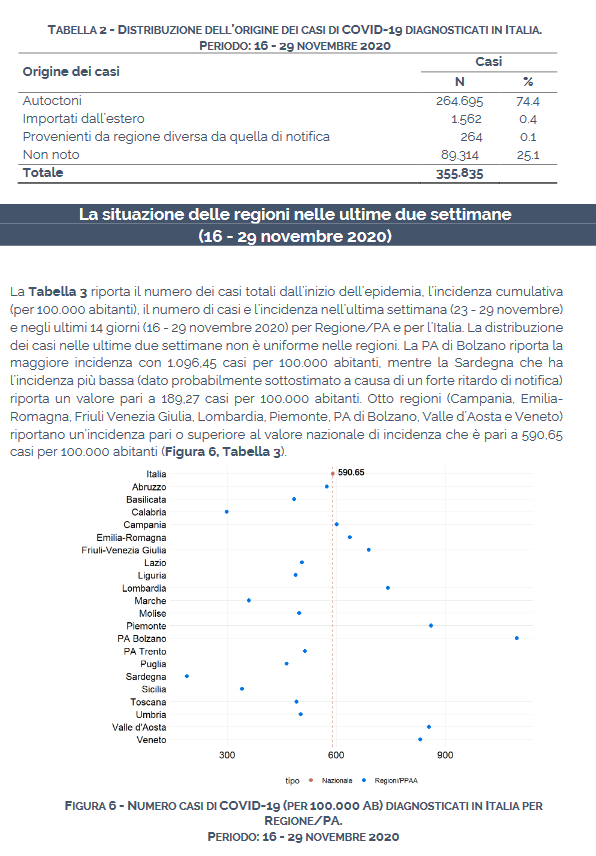 TABELLA 2 - DISTRIBUZIONE DELL'ORIGINE DEI CASI DI COVID-19 DIAGNOSTICATI IN ITALIA.
PERIODO: 16 - 29 NOVEMBRE 2020
Origine dei casi Casi
N %
Autoctoni 264.695 74.4
Importati dall'estero 1.562 0.4
Provenienti da regione diversa da quella di notifica 264 0.1
Non noto 89.314 25.1
Totale 355.835
La situazione delle regioni nelle ultime due settimane
(16 - 29 novembre 2020)
La Tabella 3 riporta il numero dei casi totali dall'inizio dell'epidemia, l'incidenza cumulativa
(per 100.000 abitanti), il numero di casi e l'incidenza nell'ultima settimana (23 - 29 novembre)
e negli ultimi 14 giorni (16 - 29 novembre 2020) per Regione/PA e per l'Italia. La distribuzione
dei casi nelle ultime due settimane non è uniforme nelle regioni. La PA di Bolzano riporta la
maggiore incidenza con 1.096,45 casi per 100.000 abitanti, mentre la Sardegna che ha
l'incidenza più bassa (dato probabilmente sottostimato a causa di un forte ritardo di notifica)
riporta un valore pari a 189,27 casi per 100.000 abitanti. Otto regioni (Campania, Emilia-
Romagna, Friuli Venezia Giulia, Lombardia, Piemonte, PA di Bolzano, Valle d'Aosta e Veneto)
riportano un'incidenza pari o superiore al valore nazionale di incidenza che è pari a 590,65
casi per 100.000 abitanti (Figura 6, Tabella 3).
Italia 590.65
Abruzzo
Basilicata
Calabria
Campania
Emilia-Romagna
Friuli-Venezia Giulia
Lazio
Liguria
Lombardia
Marche
Molise
Piemonte
PA Bolzano
PA Trento
Puglia
Sardegna
Sicilia
Toscana
Umbria
Valle d'Aosta
Veneto
300 600 900
tipo Nazionale Regioni/PPAA
FIGURA 6 - NUMERO CASI DI COVID-19 (PER 100.000 AB) DIAGNOSTICATI IN ITALIA PER
REGIONE/PA.
PERIODO: 16 - 29 NOVEMBRE 2020